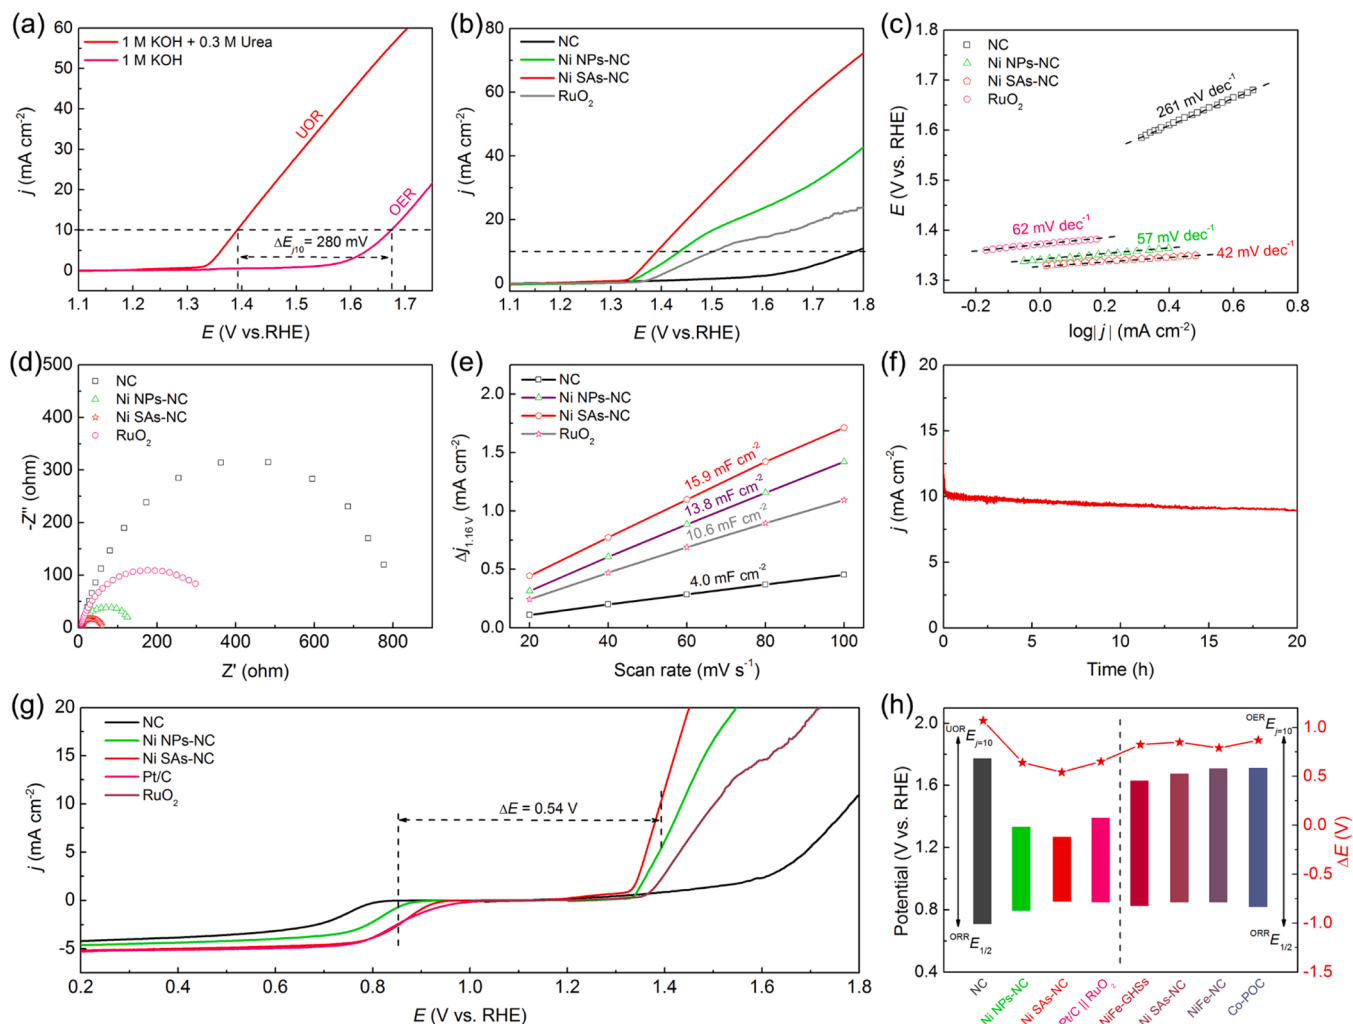 (a)
1 M KOH + 0.3 M Urea
1 M KOH
UOR
OER
ΔE_{j10} = 280 mV
j (mA cm⁻²)
60
50
40
30
20
10
0
1.1 1.2 1.3 1.4 1.5 1.6 1.7
E (V vs.RHE)
(b)
NC
Ni NPs-NC
Ni SAs-NC
RuO₂
j (mA cm⁻²)
80
60
40
20
0
1.1 1.2 1.3 1.4 1.5 1.6 1.7 1.8
E (V vs.RHE)
(c)
NC
Ni NPs-NC
Ni SAs-NC
RuO₂
261 mV dec⁻¹
62 mV dec⁻¹
57 mV dec⁻¹
42 mV dec⁻¹
E (V vs. RHE)
1.8
1.7
1.6
1.5
1.4
1.3
-0.2 0.0 0.2 0.4 0.6 0.8
log| j | (mA cm⁻²)
(d)
NC
Ni NPs-NC
Ni SAs-NC
RuO₂
-Z" (ohm)
500
400
300
200
100
0
0 200 400 600 800
Z' (ohm)
(e)
NC
Ni NPs-NC
Ni SAs-NC
RuO₂
15.9 mF cm⁻²
13.8 mF cm⁻²
10.6 mF cm⁻²
4.0 mF cm⁻²
Δj_{1.16 V} (mA cm⁻²)
2.0
1.5
1.0
0.5
0.0
20 40 60 80 100
Scan rate (mV s⁻¹)
(f)
j (mA cm⁻²)
20
15
10
5
0
0 5 10 15 20
Time (h)
(g)
NC
Ni NPs-NC
Ni SAs-NC
Pt/C
RuO₂
ΔE = 0.54 V
j (mA cm⁻²)
20
15
10
5
0
-5
0.2 0.4 0.6 0.8 1.0 1.2 1.4 1.6 1.8
E (V vs. RHE)
(h)
UOR E_{j=10}
OER E_{j=10}
ORR E_{1/2}
ORR E_{1/2}
Potential (V vs. RHE)
2.0
1.6
1.2
0.8
0.4
1.0
0.5
0.0
-0.5
-1.0
-1.5
ΔE (V)
NC
Ni NPs-NC
Ni SAs-NC
Pt/C || RuO₂
NiFe-GHSs
Ni SAs-NC
NiFe-NC
Co-POC